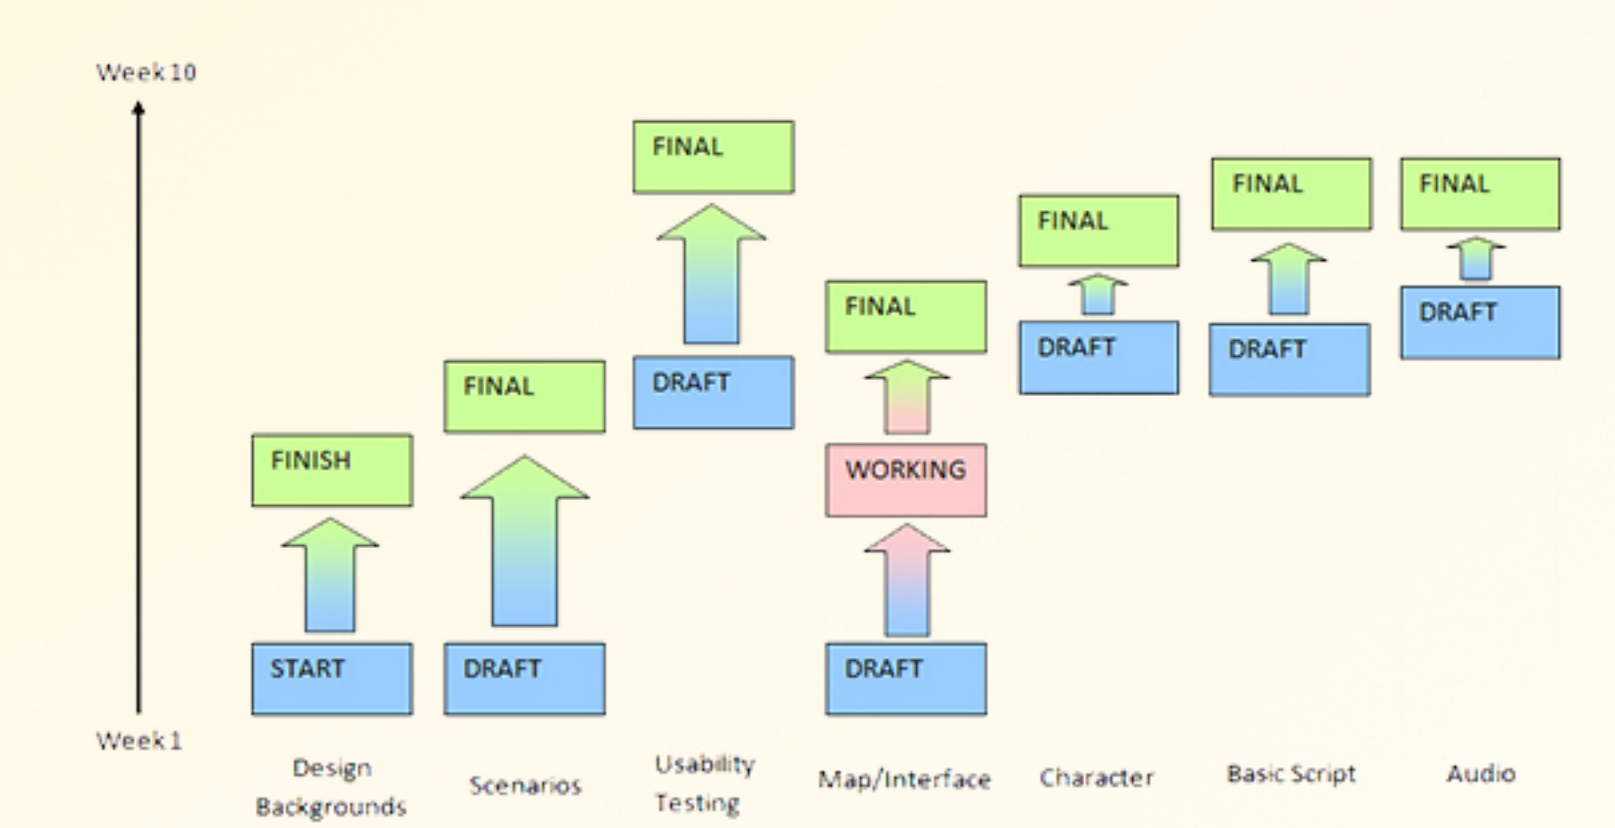 Week 10
FINAL
FINAL
FINAL
FINAL
FINAL
FINAL
DRAFT
DRAFT
DRAFT
FINAL
DRAFT
FINISH
WORKING
START
DRAFT
DRAFT
Week 1
Design
Backgrounds
Scenarios
Usability
Testing
Map/Interface
Character
Basic Script
Audio